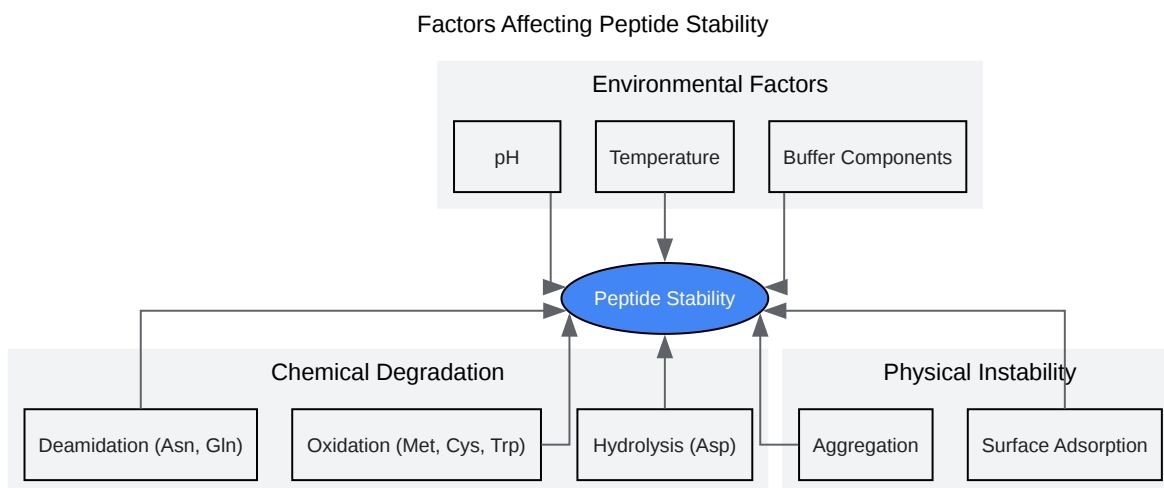 Factors Affecting Peptide Stability
Environmental Factors
pH
Temperature
Buffer Components
Peptide Stability
Chemical Degradation
Physical Instability
Deamidation (Asn, Gln)
Oxidation (Met, Cys, Trp)
Hydrolysis (Asp)
Aggregation
Surface Adsorption